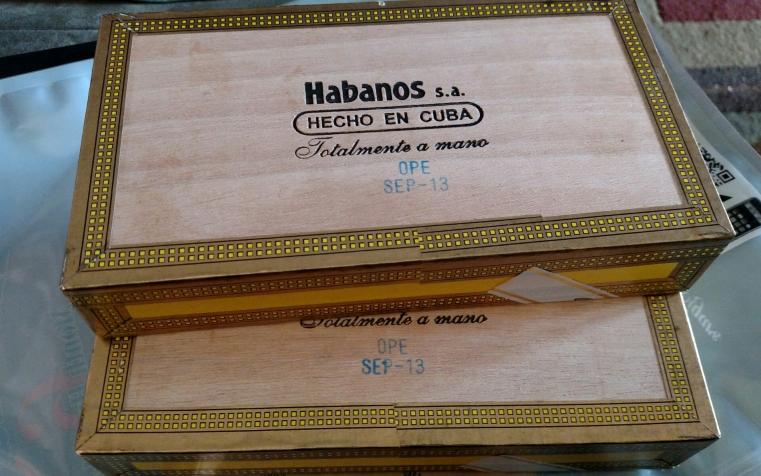 Habanos s.a.
HECHO EN CUBA
Totalmente a mano
OPE
SEP-13
Totalmente a mano
OPE
SEP-13